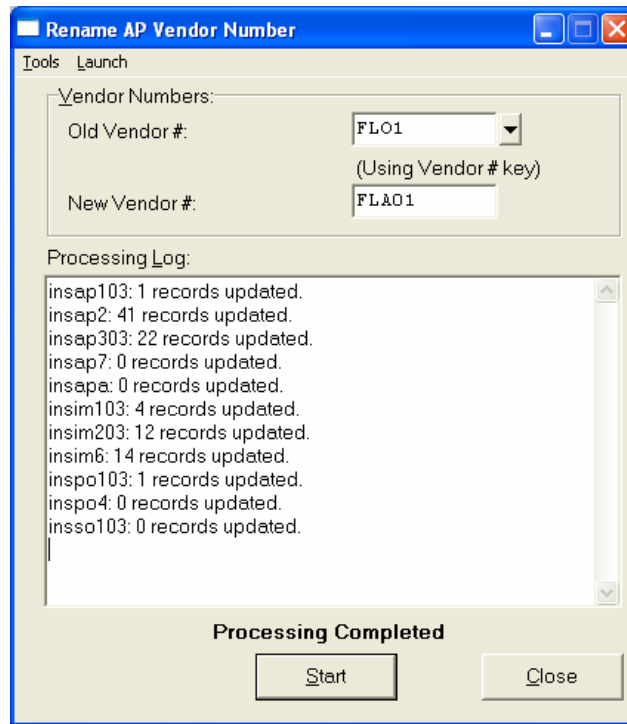 Rename AP Vendor Number
Tools Launch
Vendor Numbers:
Old Vendor #: FLO1
(Using Vendor # key)
New Vendor #: FLAO1
Processing Log:
insap103: 1 records updated.
insap2: 41 records updated.
insap303: 22 records updated.
insap7: 0 records updated.
insapa: 0 records updated.
insim103: 4 records updated.
insim203: 12 records updated.
insim6: 14 records updated.
inspo103: 1 records updated.
inspo4: 0 records updated.
insso103: 0 records updated.
Processing Completed
Start Close